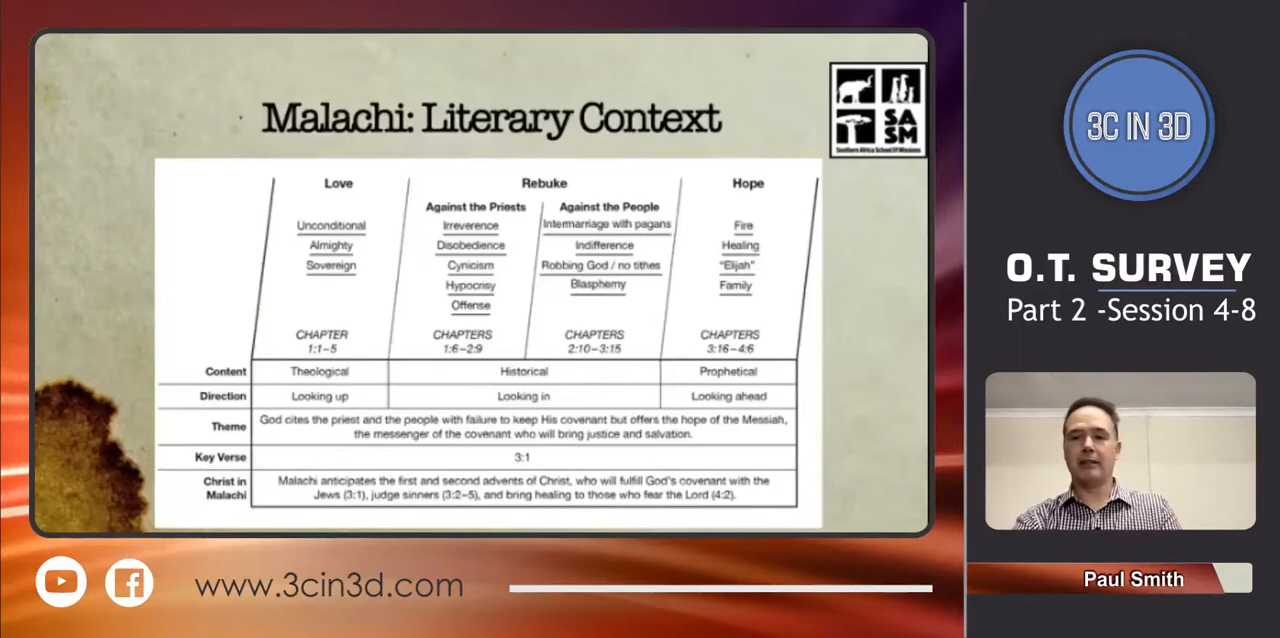 Malachi: Literary Context
SA
SM
Southern Africa School Of Missions
Love
Rebuke
Hope
Against the Priests
Against the People
Unconditional
Irreverence
Intermarriage with pagans
Fire
Almighty
Disobedience
Indifference
Healing
Sovereign
Cynicism
Robbing God / no tithes
"Elijah"
Hypocrisy
Blasphemy
Family
Offense
CHAPTER
1:1–5
CHAPTERS
1:6–2:9
CHAPTERS
2:10–3:15
CHAPTERS
3:16–4:6
Content
Theological
Historical
Prophetical
Direction
Looking up
Looking in
Looking ahead
Theme
God cites the priest and the people with failure to keep His covenant but offers the hope of the Messiah,
the messenger of the covenant who will bring justice and salvation.
Key Verse
3:1
Christ in
Malachi
Malachi anticipates the first and second advents of Christ, who will fulfill God's covenant with the
Jews (3:1), judge sinners (3:2–5), and bring healing to those who fear the Lord (4:2).
www.3cin3d.com
3C IN 3D
O.T. SURVEY
Part 2 -Session 4-8
Paul Smith